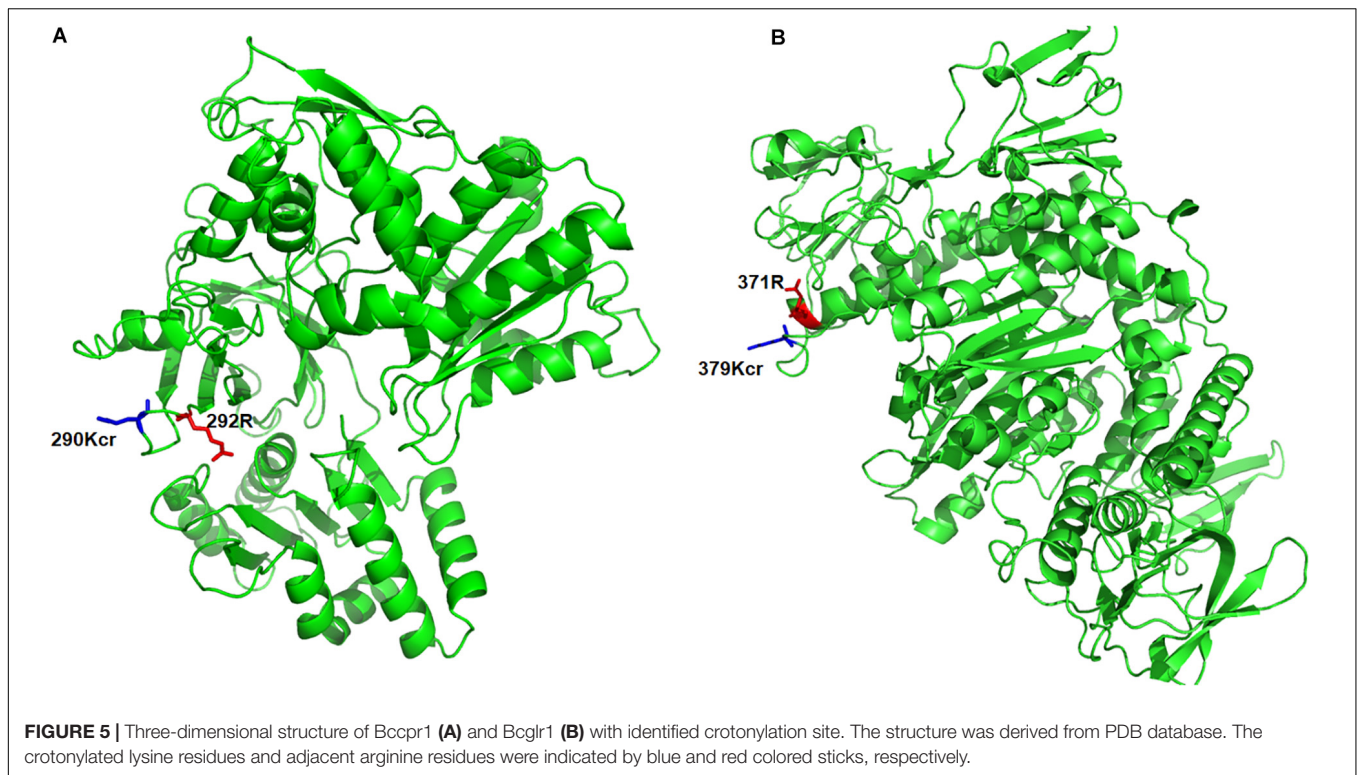 A
B
371R
379Kcr
292R
290Kcr
FIGURE 5 | Three-dimensional structure of Bccpr1 (A) and Bcglr1 (B) with identified crotonylation site. The structure was derived from PDB database. The
crotonylated lysine residues and adjacent arginine residues were indicated by blue and red colored sticks, respectively.